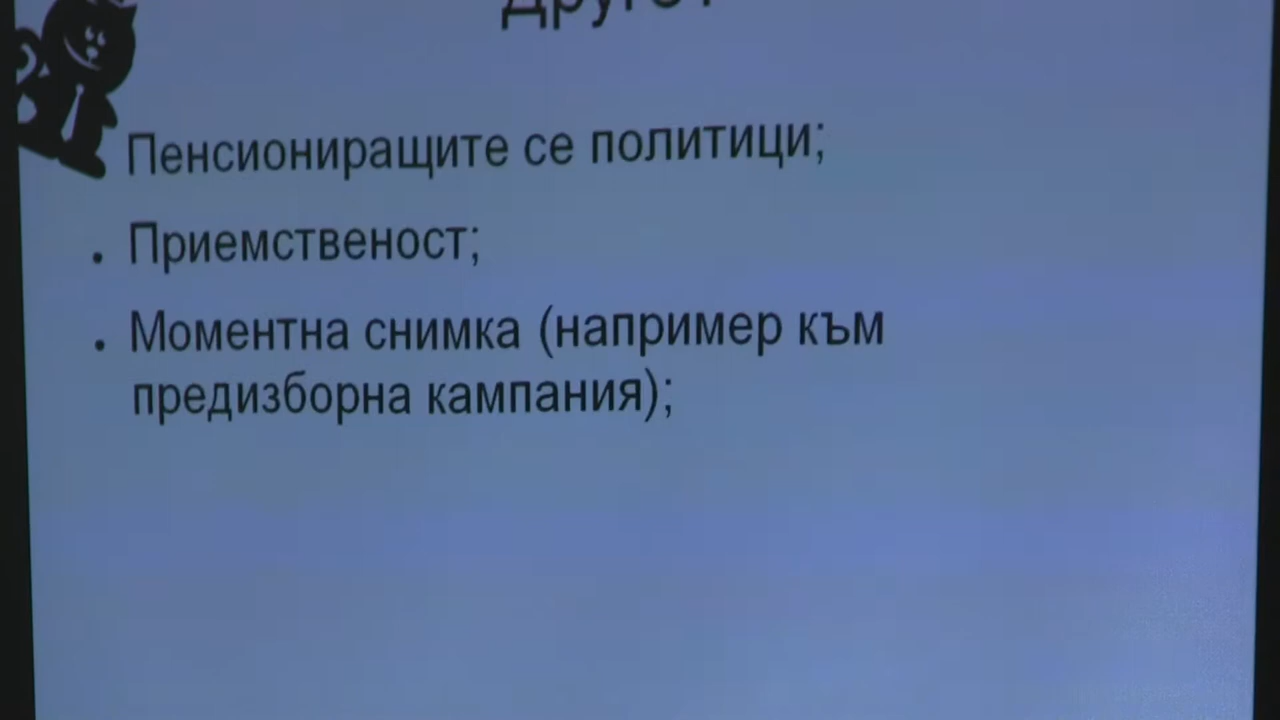 Пенсиониращите се политици;
. Приемственост;
. Моментна снимка (например към
предизборна кампания);